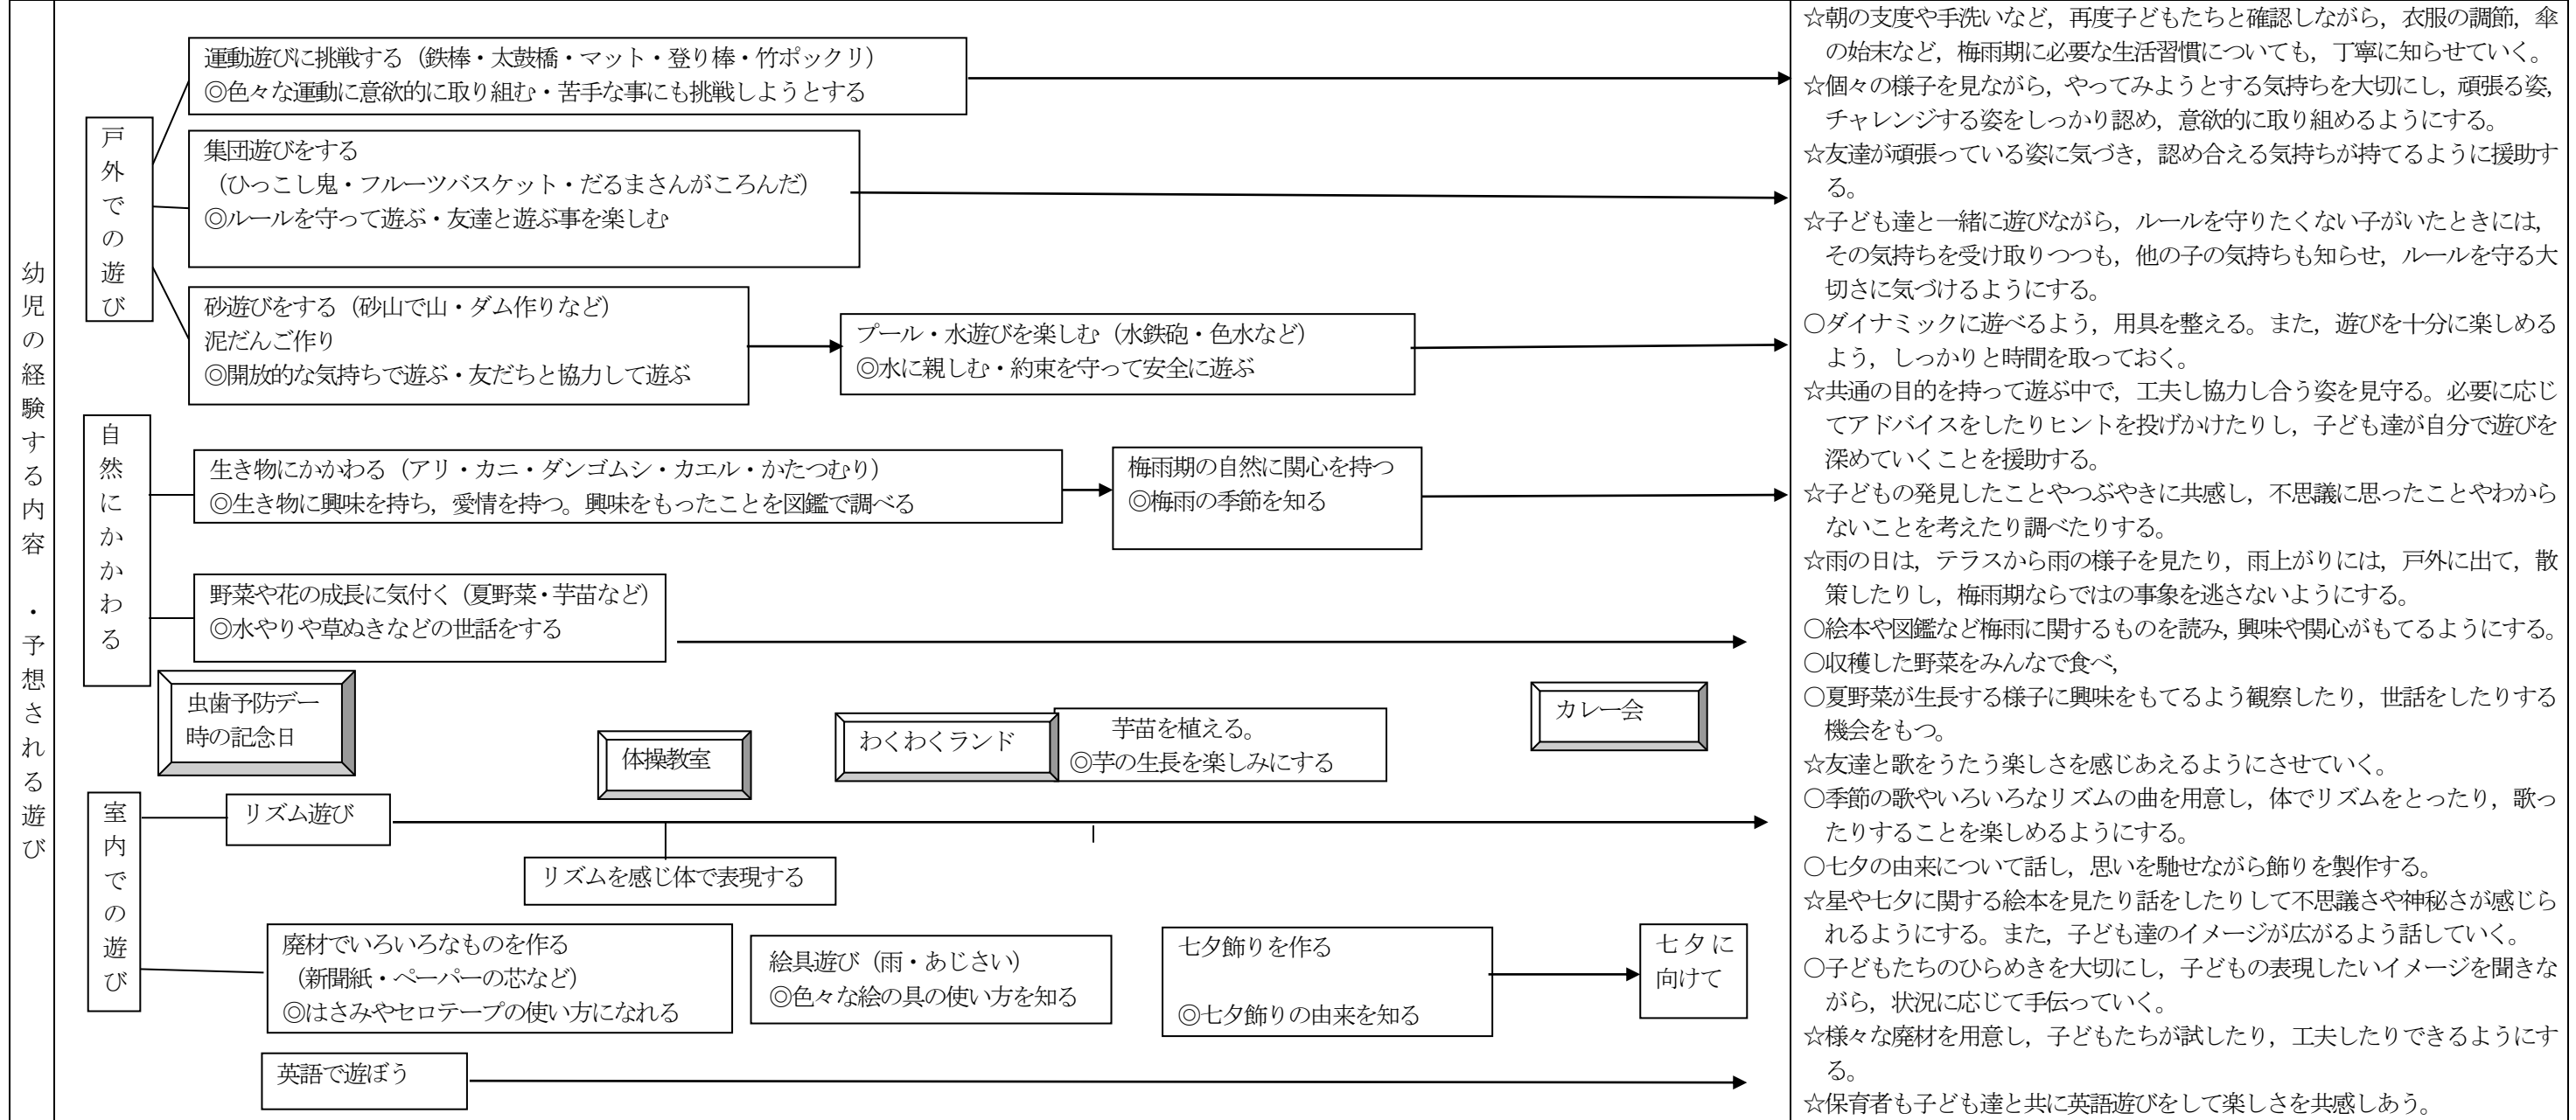 幼児の経験する内容　・予想される遊び
戸外での遊び
運動遊びに挑戦する（鉄棒・太鼓橋・マット・登り棒・竹ポックリ）
◎色々な運動に意欲的に取り組む・苦手な事にも挑戦しようとする
集団遊びをする
（ひっこし鬼・フルーツバスケット・だるまさんがころんだ）
◎ルールを守って遊ぶ・友達と遊ぶ事を楽しむ
砂遊びをする（砂山で山・ダム作りなど）
泥だんご作り
◎開放的な気持ちで遊ぶ・友だちと協力して遊ぶ
プール・水遊びを楽しむ（水鉄砲・色水など）
◎水に親しむ・約束を守って安全に遊ぶ
自然にかかわる
生き物にかかわる（アリ・カニ・ダンゴムシ・カエル・かたつむり）
◎生き物に興味を持ち，愛情を持つ。興味をもったことを図鑑で調べる
梅雨期の自然に関心を持つ
◎梅雨の季節を知る
野菜や花の成長に気付く（夏野菜・芋苗など）
◎水やりや草ぬきなどの世話をする
虫歯予防デー
時の記念日
体操教室
わくわくランド
芋苗を植える。
◎芋の生長を楽しみにする
カレー会
室内での遊び
リズム遊び
リズムを感じ体で表現する
廃材でいろいろなものを作る
（新聞紙・ペーパーの芯など）
◎はさみやセロテープの使い方になれる
絵具遊び（雨・あじさい）
◎色々な絵の具の使い方を知る
七夕飾りを作る
◎七夕飾りの由来を知る
七夕に
向けて
英語で遊ぼう
☆朝の支度や手洗いなど，再度子どもたちと確認しながら，衣服の調節，傘
の始末など，梅雨期に必要な生活習慣についても，丁寧に知らせていく。
☆個々の様子を見ながら，やってみようとする気持ちを大切にし，頑張る姿，
チャレンジする姿をしっかり認め，意欲的に取り組めるようにする。
☆友達が頑張っている姿に気づき，認め合える気持ちが持てるように援助す
る。
☆子ども達と一緒に遊びながら，ルールを守りたくない子がいたときには，
その気持ちを受け取りつつも，他の子の気持ちも知らせ，ルールを守る大
切さに気づけるようにする。
〇ダイナミックに遊べるよう，用具を整える。また，遊びを十分に楽しめる
よう，しっかりと時間を取っておく。
☆共通の目的を持って遊ぶ中で，工夫し協力し合う姿を見守る。必要に応じ
てアドバイスをしたりヒントを投げかけたりし，子ども達が自分で遊びを
深めていくことを援助する。
☆子どもの発見したことやつぶやきに共感し，不思議に思ったことやわから
ないことを考えたり調べたりする。
☆雨の日は，テラスから雨の様子を見たり，雨上がりには，戸外に出て，散
策したりし，梅雨期ならではの事象を逃さないようにする。
〇絵本や図鑑など梅雨に関するものを読み，興味や関心がもてるようにする。
〇収穫した野菜をみんなで食べ，
〇夏野菜が生長する様子に興味をもてるよう観察したり，世話をしたりする
機会をもつ。
☆友達と歌をうたう楽しさを感じあえるようにさせていく。
〇季節の歌やいろいろなリズムの曲を用意し，体でリズムをとったり，歌っ
たりすることを楽しめるようにする。
〇七夕の由来について話し，思いを馳せながら飾りを製作する。
☆星や七夕に関する絵本を見たり話をしたりして不思議さや神秘さが感じら
れるようにする。また，子ども達のイメージが広がるよう話していく。
〇子どもたちのひらめきを大切にし，子どもの表現したいイメージを聞きな
がら，状況に応じて手伝っていく。
☆様々な廃材を用意し，子どもたちが試したり，工夫したりできるようにす
る。
☆保育者も子ども達と共に英語遊びをして楽しさを共感しあう。